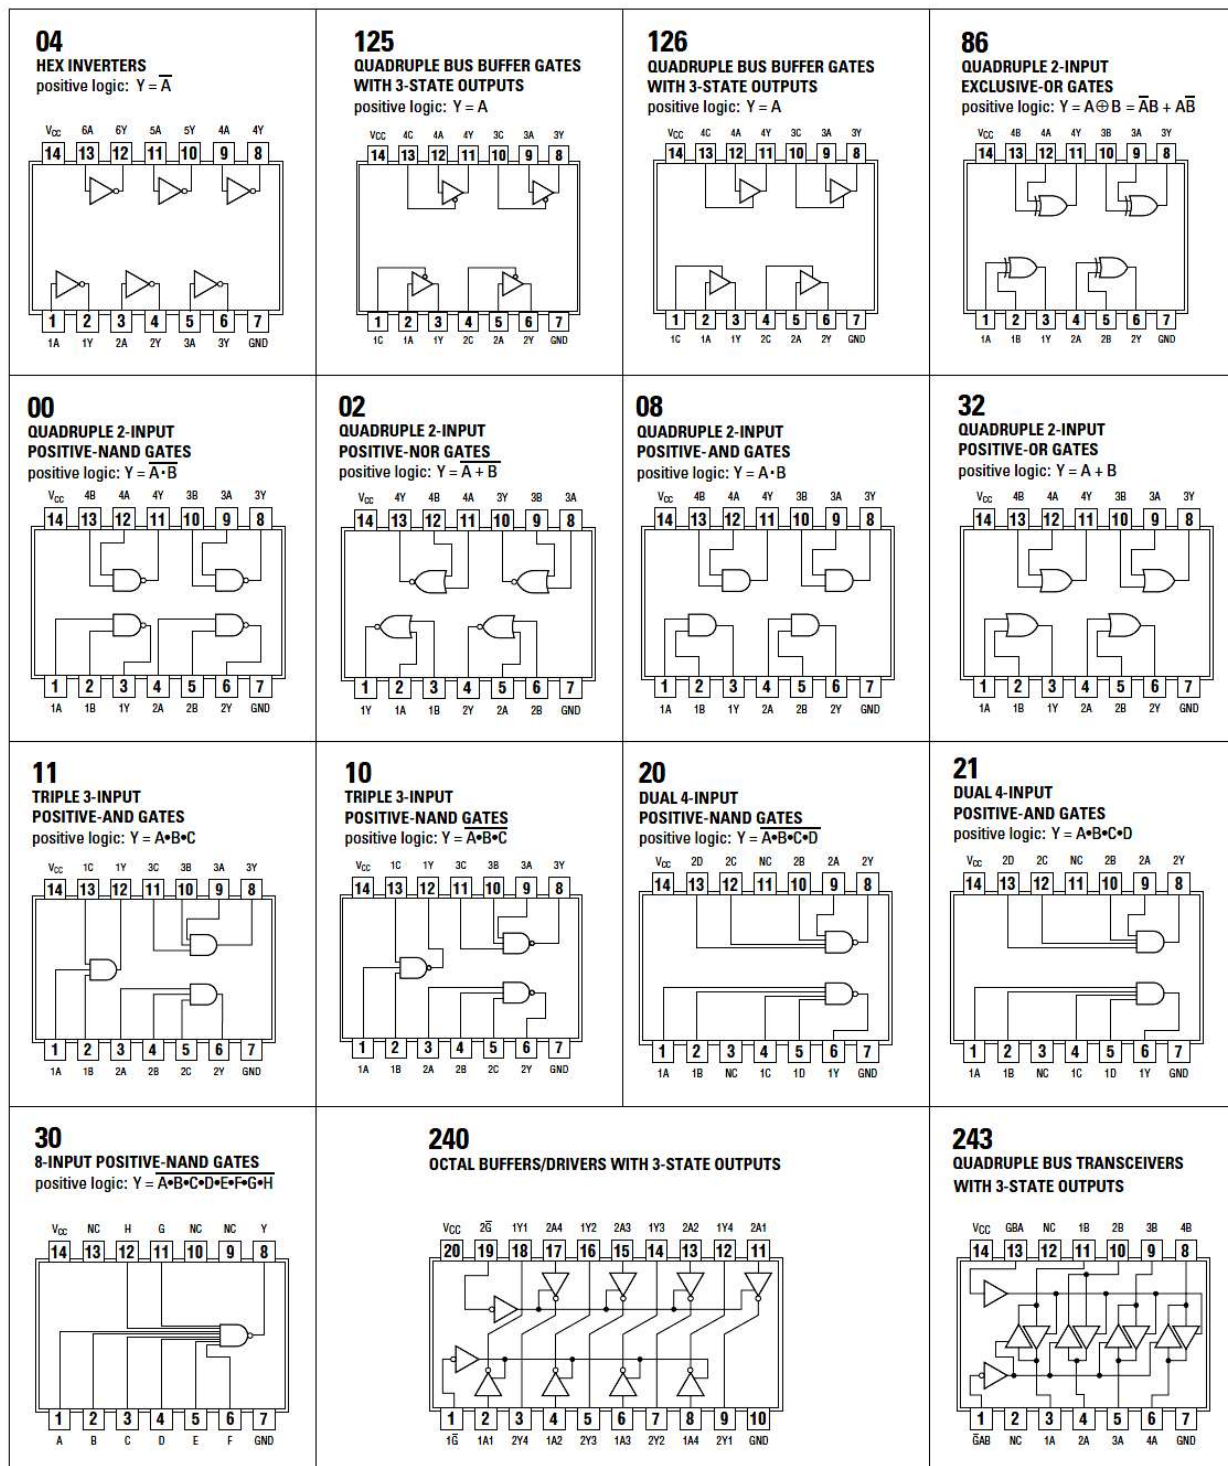 04
HEX INVERTERS
positive logic: Y = A̅
V_CC 6A 6Y 5A 5Y 4A 4Y
14 13 12 11 10 9 8
1 2 3 4 5 6 7
1A 1Y 2A 2Y 3A 3Y GND
125
QUADRUPLE BUS BUFFER GATES
WITH 3-STATE OUTPUTS
positive logic: Y = A
VCC 4C 4A 4Y 3C 3A 3Y
14 13 12 11 10 9 8
1 2 3 4 5 6 7
1C 1A 1Y 2C 2A 2Y GND
126
QUADRUPLE BUS BUFFER GATES
WITH 3-STATE OUTPUTS
positive logic: Y = A
VCC 4C 4A 4Y 3C 3A 3Y
14 13 12 11 10 9 8
1 2 3 4 5 6 7
1C 1A 1Y 2C 2A 2Y GND
86
QUADRUPLE 2-INPUT
EXCLUSIVE-OR GATES
positive logic: Y = A⊕B = A̅B + AB̅
VCC 4B 4A 4Y 3B 3A 3Y
14 13 12 11 10 9 8
1 2 3 4 5 6 7
1A 1B 1Y 2A 2B 2Y GND
00
QUADRUPLE 2-INPUT
POSITIVE-NAND GATES
positive logic: Y = A̅•̅B̅
VCC 4B 4A 4Y 3B 3A 3Y
14 13 12 11 10 9 8
1 2 3 4 5 6 7
1A 1B 1Y 2A 2B 2Y GND
02
QUADRUPLE 2-INPUT
POSITIVE-NOR GATES
positive logic: Y = A̅ ̅+̅ ̅B̅
VCC 4Y 4B 4A 3Y 3B 3A
14 13 12 11 10 9 8
1 2 3 4 5 6 7
1Y 1A 1B 2Y 2A 2B GND
08
QUADRUPLE 2-INPUT
POSITIVE-AND GATES
positive logic: Y = A•B
VCC 4B 4A 4Y 3B 3A 3Y
14 13 12 11 10 9 8
1 2 3 4 5 6 7
1A 1B 1Y 2A 2B 2Y GND
32
QUADRUPLE 2-INPUT
POSITIVE-OR GATES
positive logic: Y = A + B
VCC 4B 4A 4Y 3B 3A 3Y
14 13 12 11 10 9 8
1 2 3 4 5 6 7
1A 1B 1Y 2A 2B 2Y GND
11
TRIPLE 3-INPUT
POSITIVE-AND GATES
positive logic: Y = A•B•C
VCC 1C 1Y 3C 3B 3A 3Y
14 13 12 11 10 9 8
1 2 3 4 5 6 7
1A 1B 2A 2B 2C 2Y GND
10
TRIPLE 3-INPUT
POSITIVE-NAND GATES
positive logic: Y = A̅•̅B̅•̅C̅
VCC 1C 1Y 3C 3B 3A 3Y
14 13 12 11 10 9 8
1 2 3 4 5 6 7
1A 1B 2A 2B 2C 2Y GND
20
DUAL 4-INPUT
POSITIVE-NAND GATES
positive logic: Y = A̅•̅B̅•̅C̅•̅D̅
VCC 2D 2C NC 2B 2A 2Y
14 13 12 11 10 9 8
1 2 3 4 5 6 7
1A 1B NC 1C 1D 1Y GND
21
DUAL 4-INPUT
POSITIVE-AND GATES
positive logic: Y = A•B•C•D
VCC 2D 2C NC 2B 2A 2Y
14 13 12 11 10 9 8
1 2 3 4 5 6 7
1A 1B NC 1C 1D 1Y GND
30
8-INPUT POSITIVE-NAND GATES
positive logic: Y = A̅•̅B̅•̅C̅•̅D̅•̅E̅•̅F̅•̅G̅•̅H̅
VCC NC H G NC NC Y
14 13 12 11 10 9 8
1 2 3 4 5 6 7
A B C D E F GND
240
OCTAL BUFFERS/DRIVERS WITH 3-STATE OUTPUTS
VCC 2G̅ 1Y1 2A4 1Y2 2A3 1Y3 2A2 1Y4 2A1
20 19 18 17 16 15 14 13 12 11
1 2 3 4 5 6 7 8 9 10
1G̅ 1A1 2Y4 1A2 2Y3 1A3 2Y2 1A4 2Y1 GND
243
QUADRUPLE BUS TRANSCEIVERS
WITH 3-STATE OUTPUTS
VCC GBA NC 1B 2B 3B 4B
14 13 12 11 10 9 8
1 2 3 4 5 6 7
G̅AB NC 1A 2A 3A 4A GND